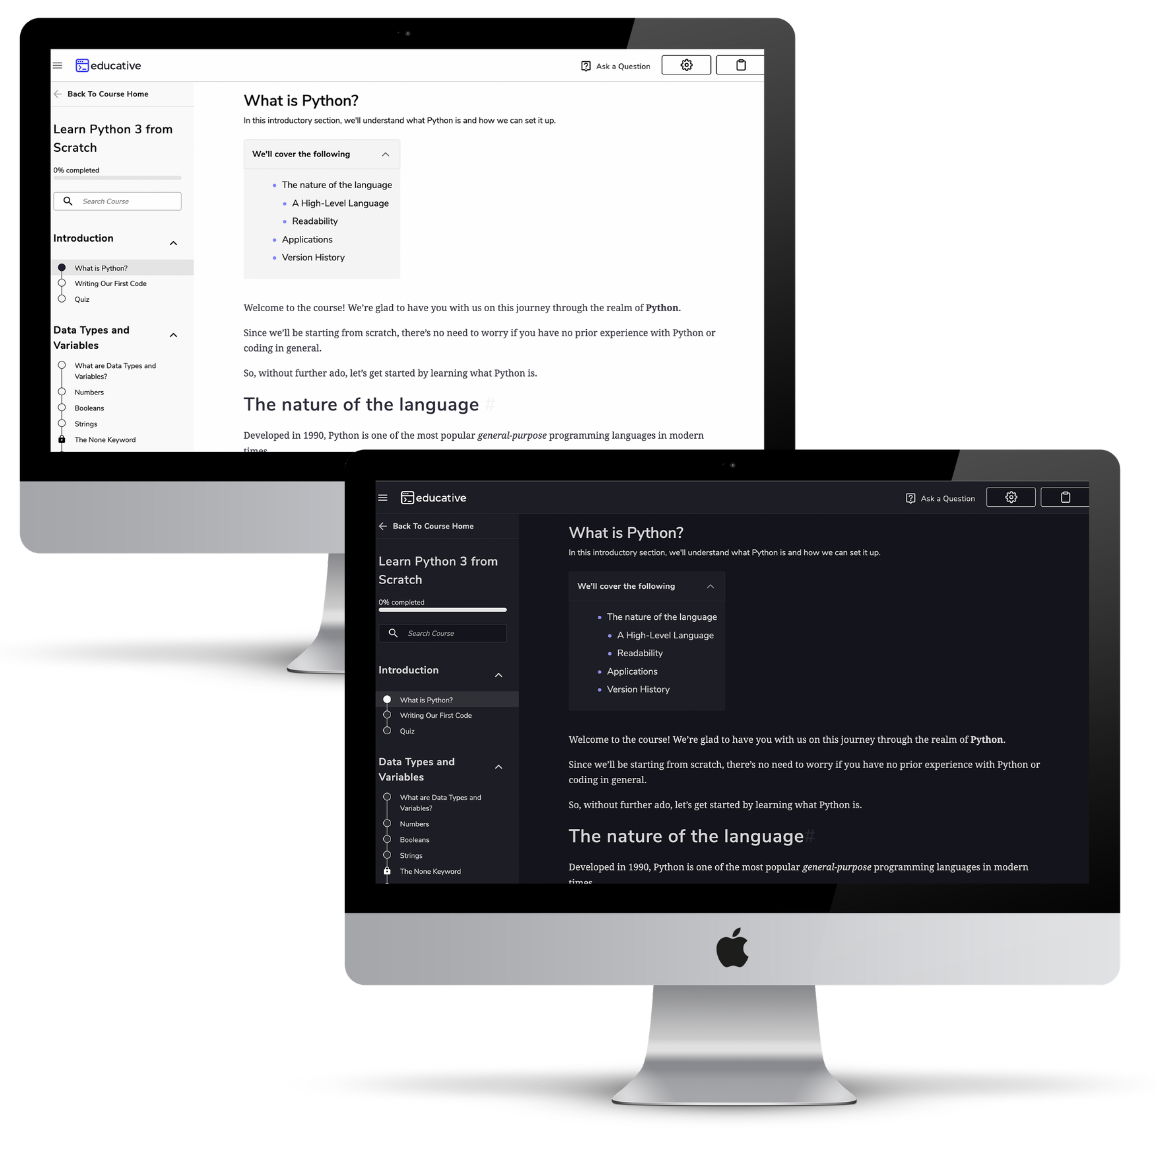 educative
Ask a Question
Back To Course Home
Learn Python 3 from
Scratch
0% completed
Search Course
Introduction
What is Python?
Writing Our First Code
Quiz
Data Types and
Variables
What are Data Types and
Variables?
Numbers
Booleans
Strings
The None Keyword
What is Python?
In this introductory section, we'll understand what Python is and how we can set it up.
We'll cover the following
The nature of the language
A High-Level Language
Readability
Applications
Version History
Welcome to the course! We're glad to have you with us on this journey through the realm of Python.
Since we'll be starting from scratch, there's no need to worry if you have no prior experience with Python or
coding in general.
So, without further ado, let's get started by learning what Python is.
The nature of the language #
Developed in 1990, Python is one of the most popular general-purpose programming languages in modern
times.
educative
Ask a Question
Back To Course Home
Learn Python 3 from
Scratch
0% completed
Search Course
Introduction
What is Python?
Writing Our First Code
Quiz
Data Types and
Variables
What are Data Types and
Variables?
Numbers
Booleans
Strings
The None Keyword
What is Python?
In this introductory section, we'll understand what Python is and how we can set it up.
We'll cover the following
The nature of the language
A High-Level Language
Readability
Applications
Version History
Welcome to the course! We're glad to have you with us on this journey through the realm of Python.
Since we'll be starting from scratch, there's no need to worry if you have no prior experience with Python or
coding in general.
So, without further ado, let's get started by learning what Python is.
The nature of the language#
Developed in 1990, Python is one of the most popular general-purpose programming languages in modern
times.